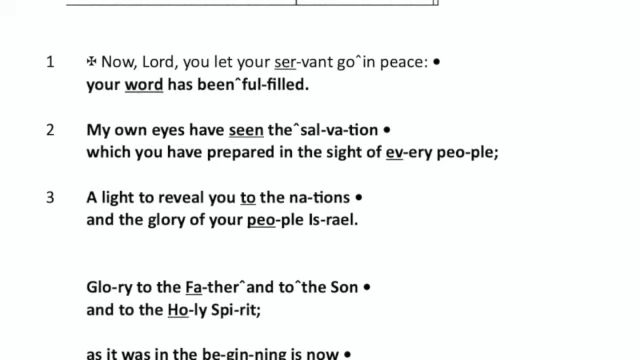 1 ✠ Now, Lord, you let your ser-vant go^in peace: •
your word has been^ful-filled.
2 My own eyes have seen the^sal-va-tion •
which you have prepared in the sight of ev-ery peo-ple;
3 A light to reveal you to the na-tions •
and the glory of your peo-ple Is-rael.
Glo-ry to the Fa-ther^and to^the Son •
and to the Ho-ly Spi-rit;
as it was in the be-gin-ning is now •